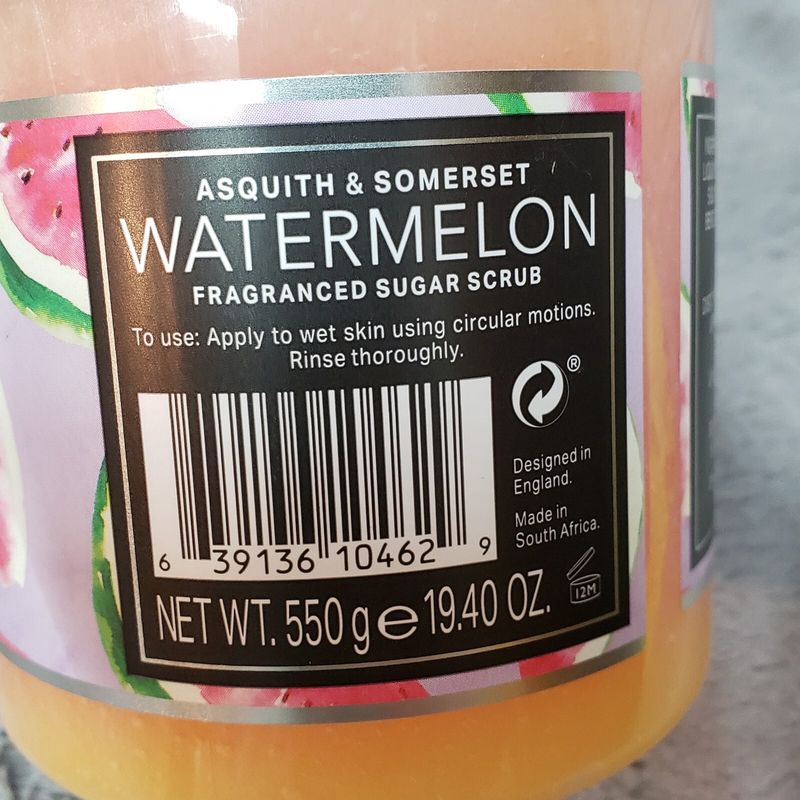 ASQUITH & SOMERSET
WATERMELON
FRAGRANCED SUGAR SCRUB
To use: Apply to wet skin using circular motions.
Rinse thoroughly.
®
Designed in
England.
Made in
South Africa.
6 39136 10462 9
NET WT. 550 g ℮ 19.40 OZ.
12M